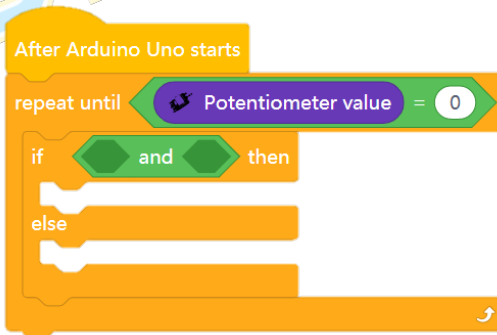 After Arduino Uno starts
repeat until Potentiometer value = 0
if and then
else